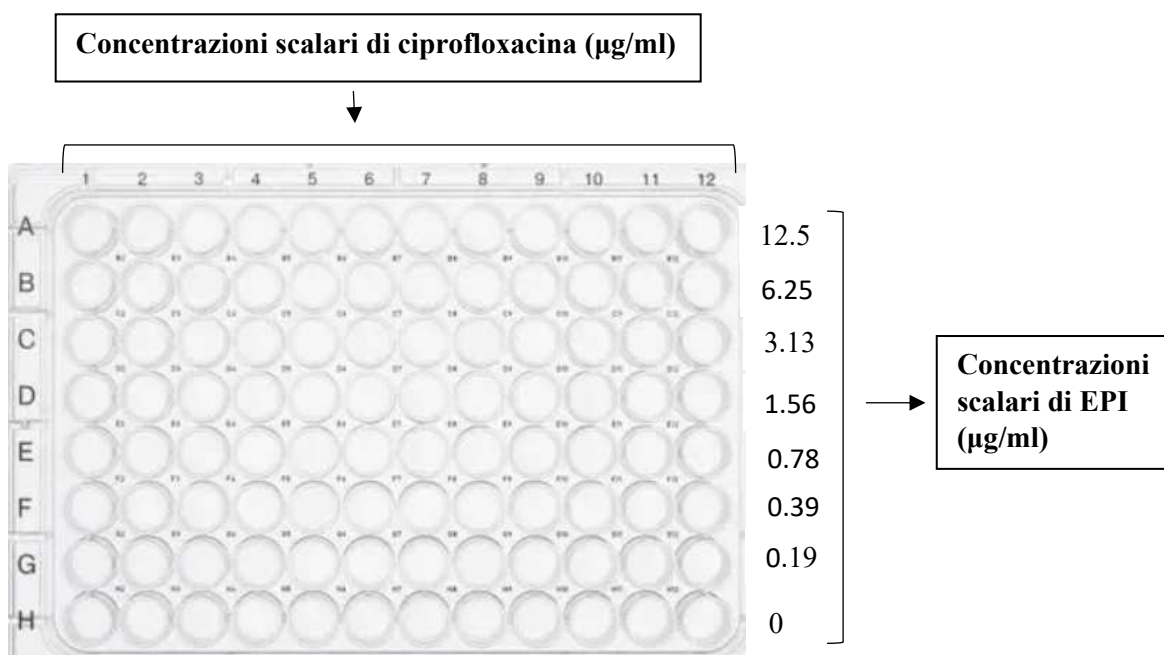 Concentrazioni scalari di ciprofloxacina (µg/ml)
1 2 3 4 5 6 7 8 9 10 11 12
A
12.5
B
6.25
C
3.13
D
1.56
E
0.78
F
0.39
G
0.19
H
0
Concentrazioni
scalari di EPI
(µg/ml)